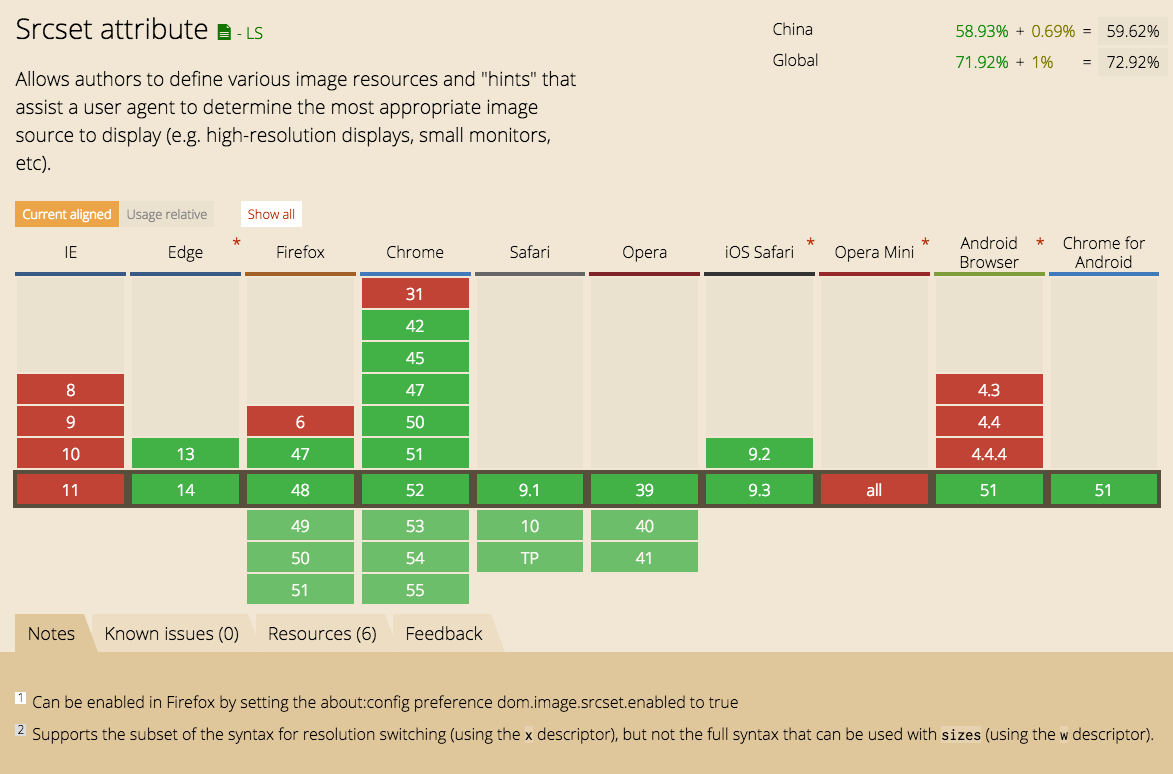 Srcset attribute - LS
China 58.93% + 0.69% = 59.62%
Global 71.92% + 1% = 72.92%
Allows authors to define various image resources and "hints" that
assist a user agent to determine the most appropriate image
source to display (e.g. high-resolution displays, small monitors,
etc).
Current aligned Usage relative Show all
IE Edge * Firefox Chrome Safari Opera iOS Safari * Opera Mini * Android Browser * Chrome for Android
31
42
45
8 47 4.3
9 6 50 4.4
10 13 47 51 9.2 4.4.4
11 14 48 52 9.1 39 9.3 all 51 51
49 53 10 40
50 54 TP 41
51 55
Notes Known issues (0) Resources (6) Feedback
1 Can be enabled in Firefox by setting the about:config preference dom.image.srcset.enabled to true
2 Supports the subset of the syntax for resolution switching (using the x descriptor), but not the full syntax that can be used with sizes (using the w descriptor).